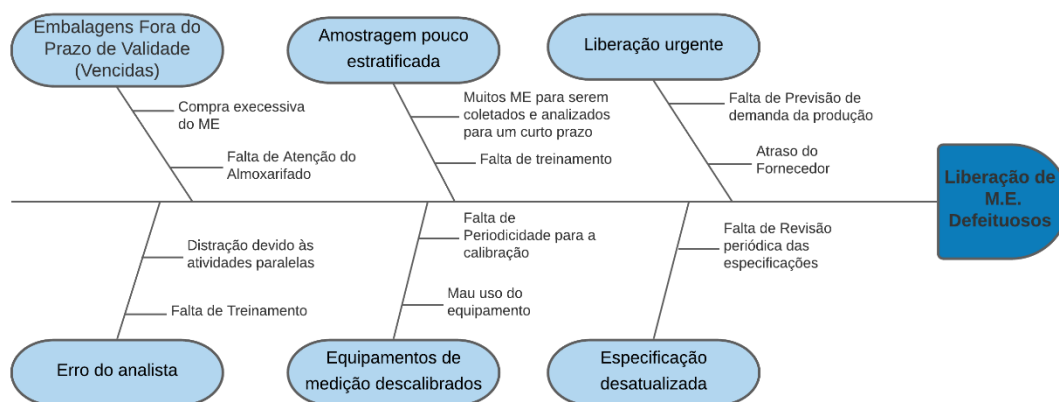 Embalagens Fora do
Prazo de Validade
(Vencidas)
Amostragem pouco
estratificada
Liberação urgente
Compra execessiva
do ME
Falta de Atenção do
Almoxarifado
Muitos ME para serem
coletados e analizados
para um curto prazo
Falta de treinamento
Falta de Previsão de
demanda da produção
Atraso do
Fornecedor
Liberação de
M.E.
Defeituosos
Distração devido às
atividades paralelas
Falta de Treinamento
Falta de
Periodicidade para a
calibração
Mau uso do
equipamento
Falta de Revisão
periódica das
especificações
Erro do analista
Equipamentos de
medição descalibrados
Especificação
desatualizada